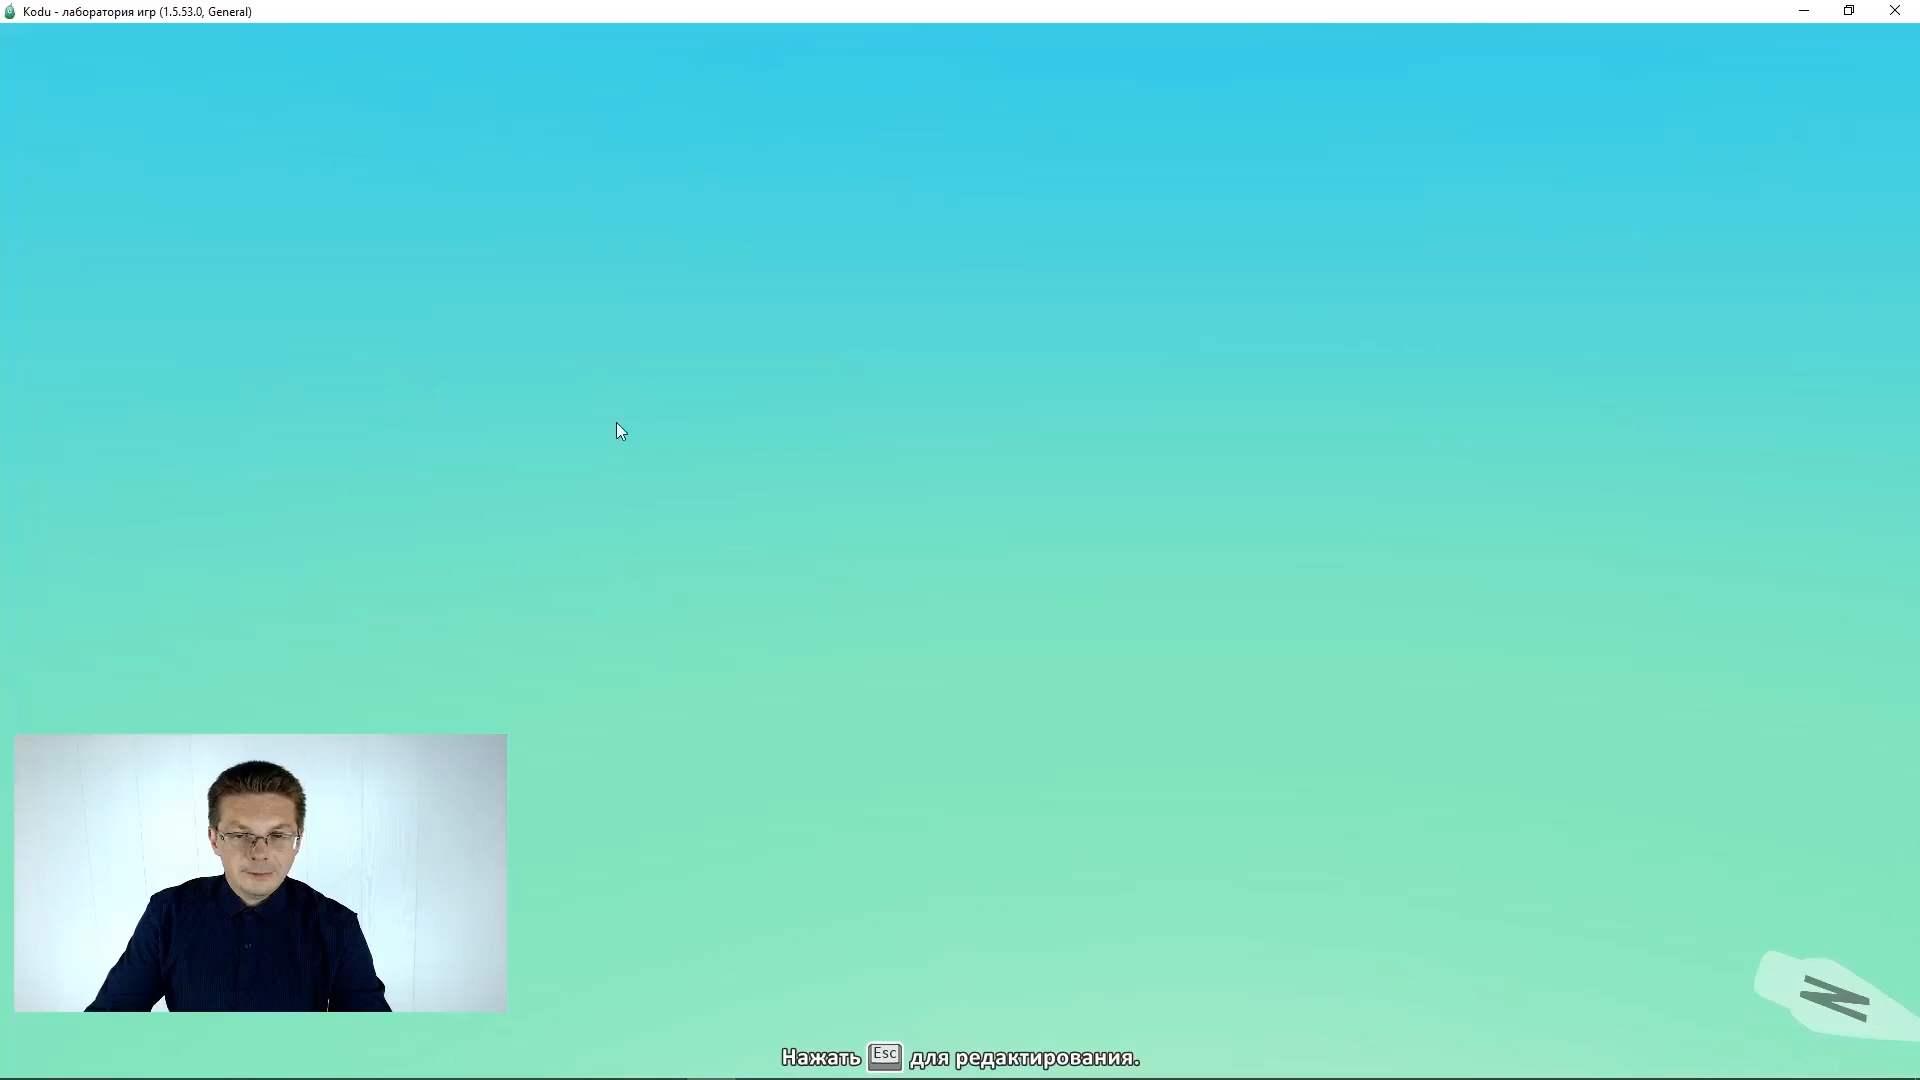 Kodu - лаборатория игр (1.5.53.0, General)
N
Нажать Esc для редактирования.